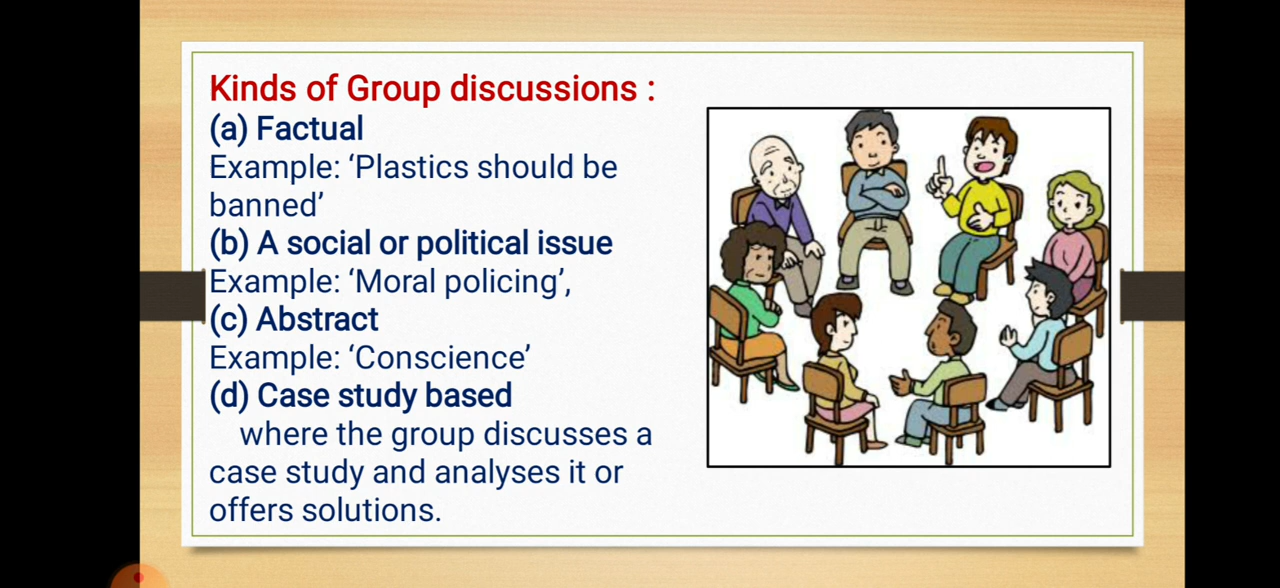 Kinds of Group discussions :
(a) Factual
Example: ‘Plastics should be
banned’
(b) A social or political issue
Example: ‘Moral policing’,
(c) Abstract
Example: ‘Conscience’
(d) Case study based
where the group discusses a
case study and analyses it or
offers solutions.